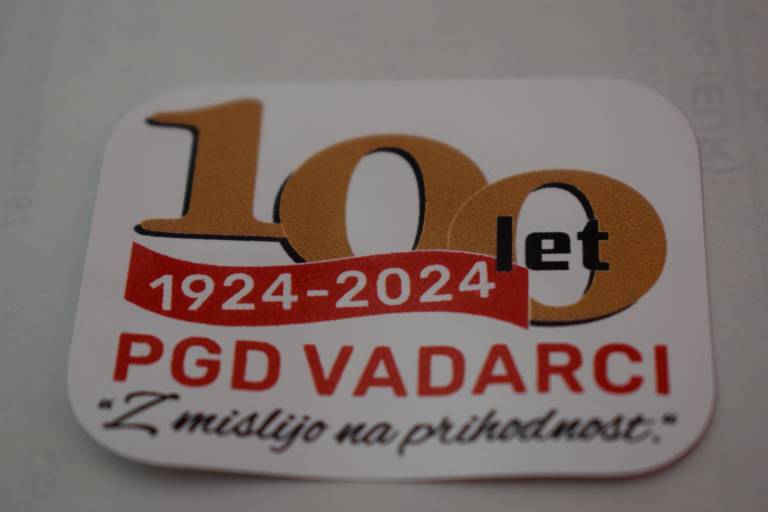 100 let
1924-2024
PGD VADARCI
"Z mislijo na prihodnost."